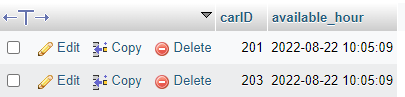 ←T→ carID available_hour
Edit Copy Delete 201 2022-08-22 10:05:09
Edit Copy Delete 203 2022-08-22 10:05:09